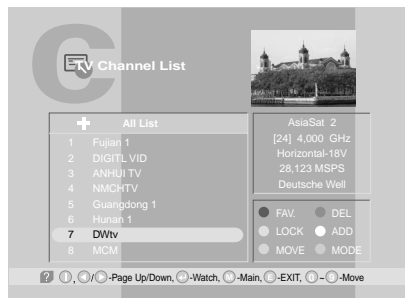 C
TV Channel List
All List
1 Fujian 1
2 DIGITL VID
3 ANHUI TV
4 NMCHTV
5 Guangdong 1
6 Hunan 1
7 DWtv
8 MCM
AsiaSat 2
[24] 4,000 GHz
Horizontal-18V
28,123 MSPS
Deutsche Well
FAV. DEL
LOCK ADD
MOVE MODE
? -Page Up/Down, -Watch, M -Main, E -EXIT, 0 ~ 9 -Move